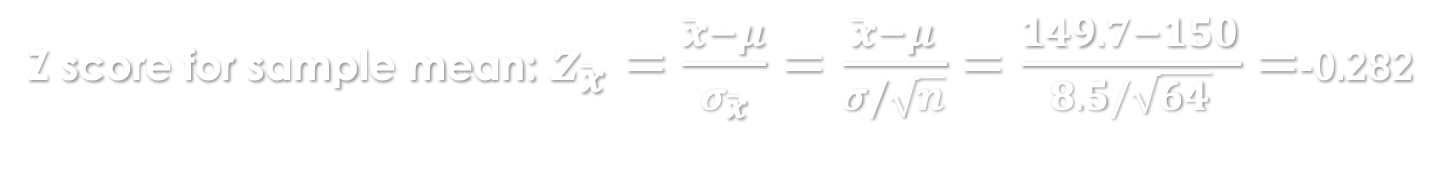 Z score for sample mean: Z_x̄ = (x̄−μ)/σ_x̄ = (x̄−μ)/(σ/√n) = (149.7−150)/(8.5/√64) =-0.282